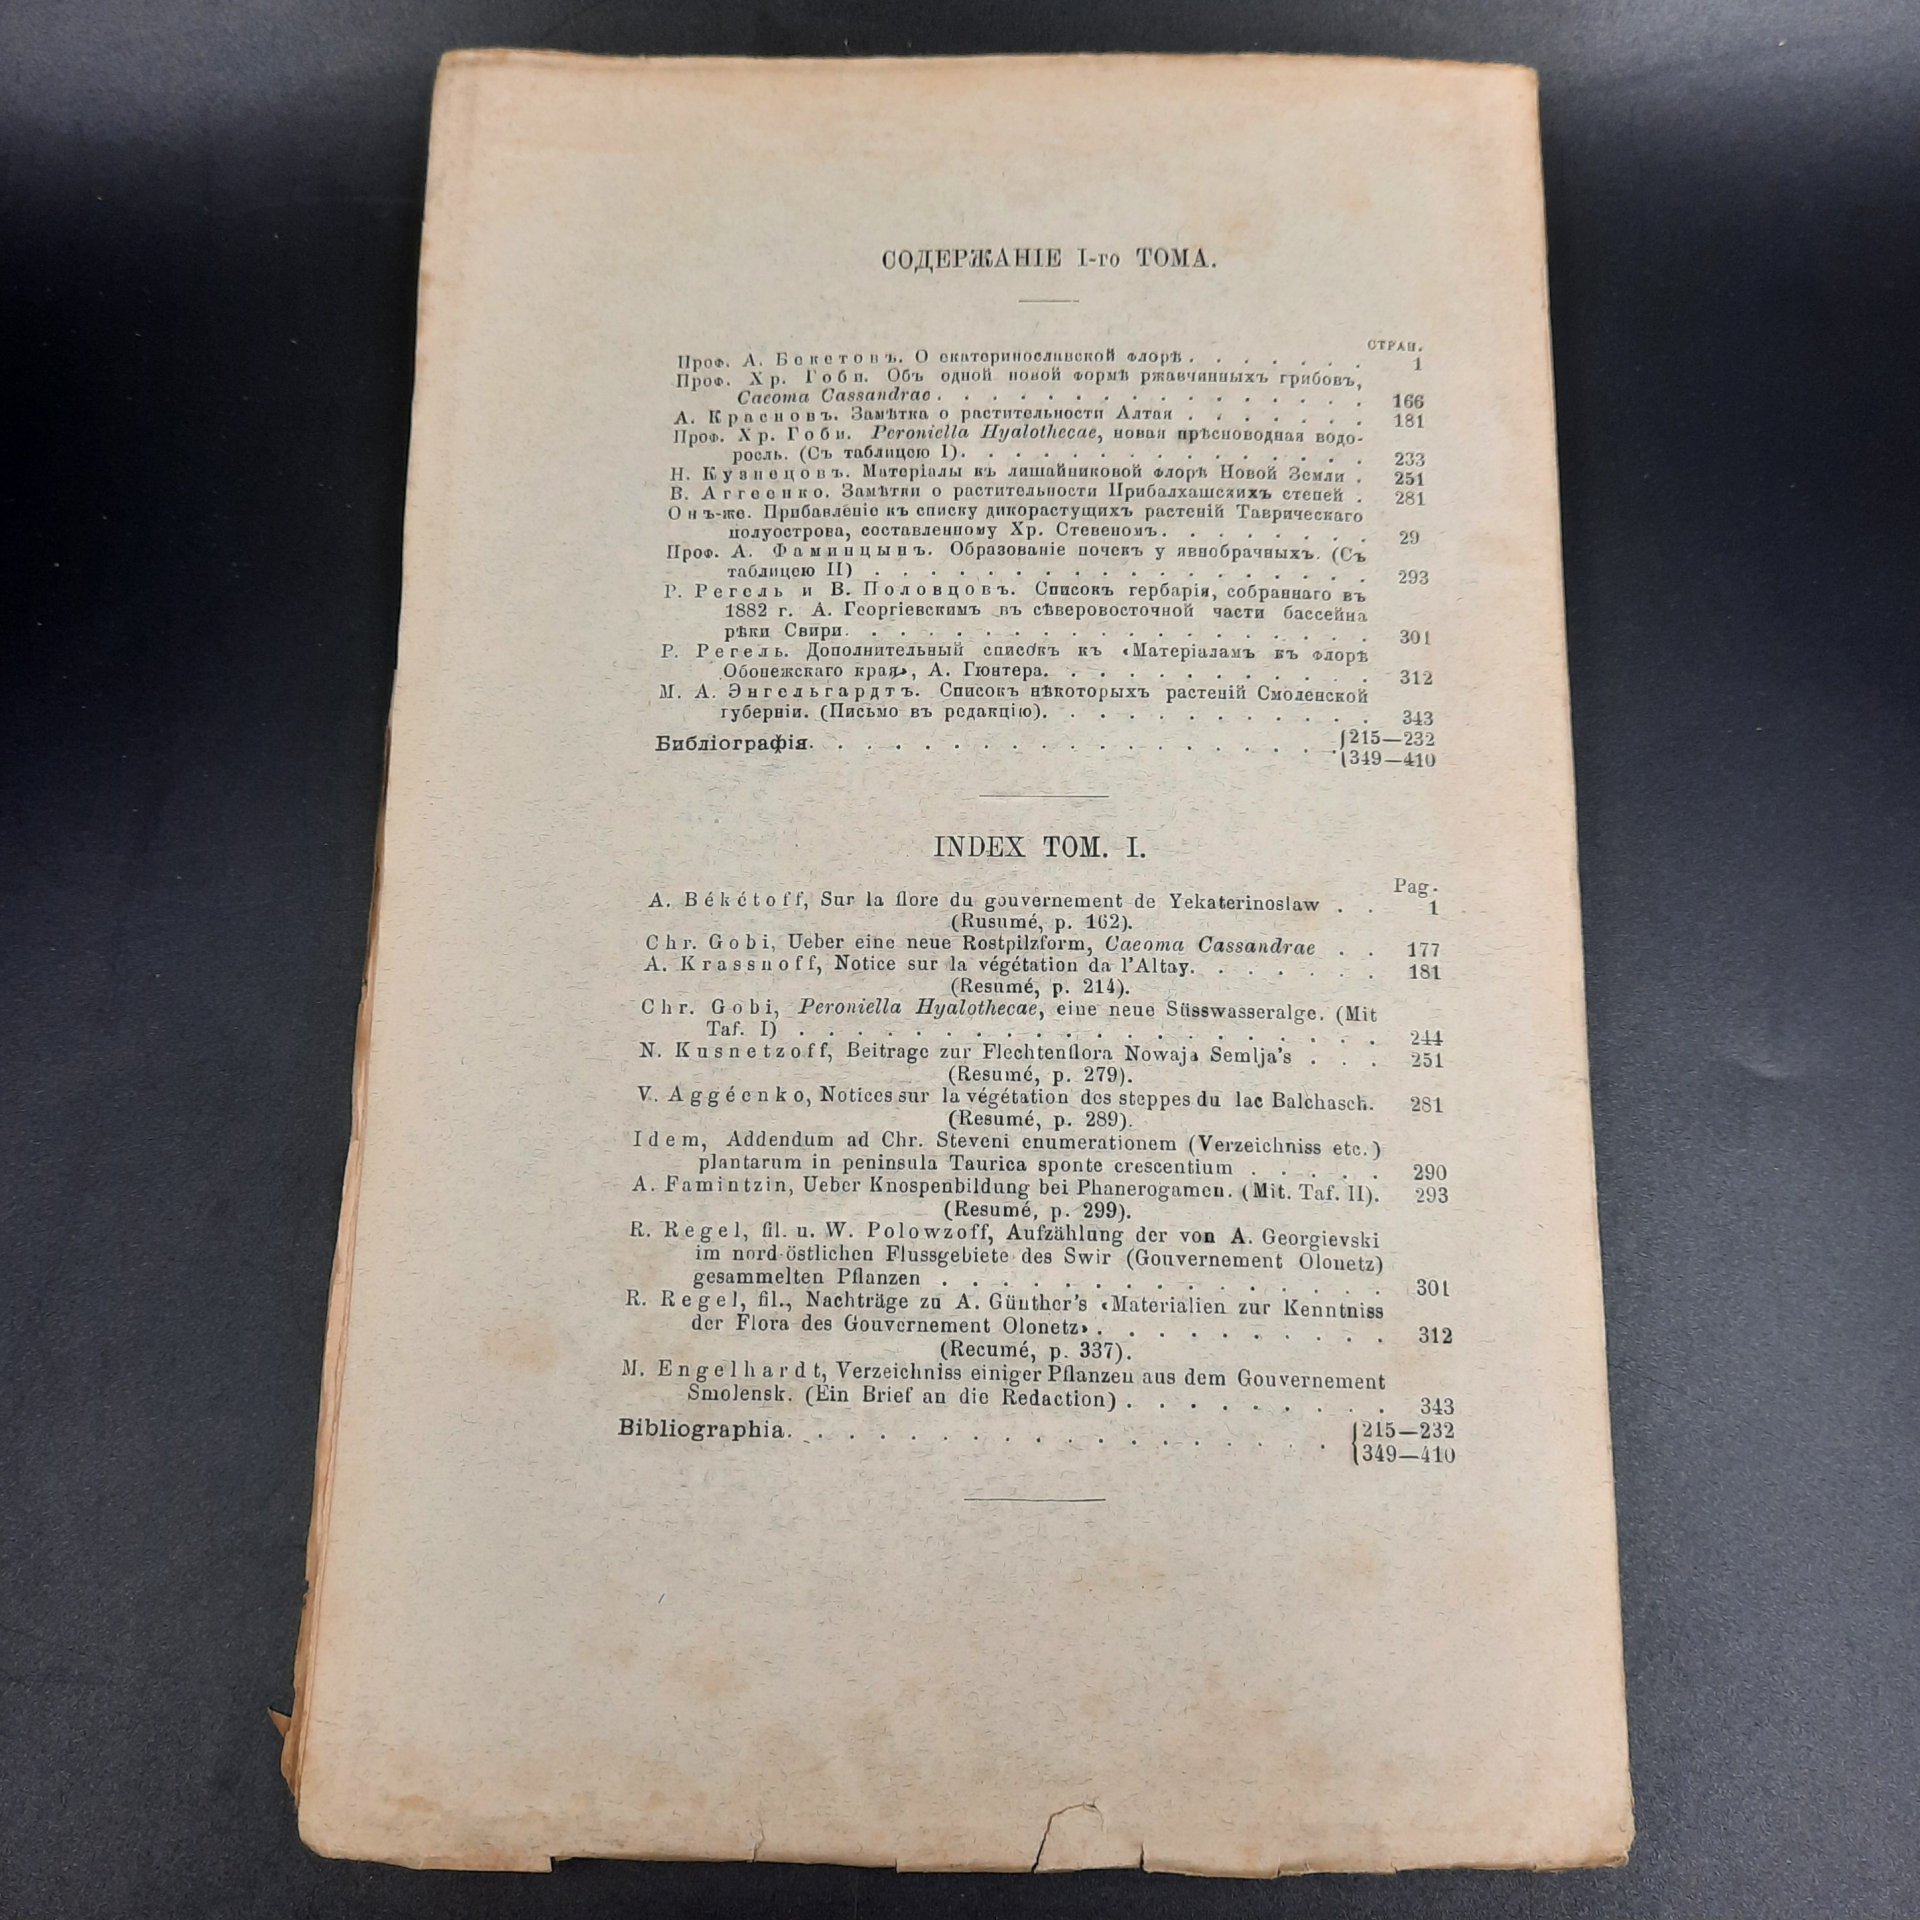 СОДЕРЖАНІЕ I-го ТОМА.
СТРАН.
Проф. А. Бекетовъ. О екатеринославской флорѣ. . . . . . . 1
Проф. Хр. Гоби. Объ одной новой формѣ ржавчинныхъ грибовъ,
Caeoma Cassandrae. . . . . . . . . . . . . . . . 166
А. Красновъ. Замѣтка о растительности Алтая . . . . . . . 181
Проф. Хр. Гоби. Peroniella Hyalothecae, новая прѣсноводная водо-
росль. (Съ таблицею I). . . . . . . . . . . . . . . 233
Н. Кузнецовъ. Матеріалы къ лишайниковой флорѣ Новой Земли . 251
В. Аггеенко. Замѣтки о растительности Прибалхашскихъ степей . 281
Онъ-же. Прибавленіе къ списку дикорастущихъ растеній Таврическаго
полуострова, составленному Хр. Стевеномъ. . . . . . . . 29
Проф. А. Фаминцынъ. Образованіе почекъ у явнобрачныхъ. (Съ
таблицею II) . . . . . . . . . . . . . . . . . . 293
Р. Регель и В. Половцовъ. Списокъ гербарія, собраннаго въ
1882 г. А. Георгіевскимъ въ сѣверовосточной части бассейна
рѣки Свири. . . . . . . . . . . . . . . . . . . 301
Р. Регель. Дополнительный списокъ къ «Матеріаламъ къ флорѣ
Обонежскаго края», А. Гюнтера. . . . . . . . . . . . 312
М. А. Энгельгардтъ. Списокъ нѣкоторыхъ растеній Смоленской
губерніи. (Письмо въ редакцію). . . . . . . . . . . . 343
Библіографія. . . . . . . . . . . . . . . . . . . {215—232
{349—410
INDEX TOM. I.
Pag.
A. Békétoff, Sur la flore du gouvernement de Yekaterinoslaw . . 1
(Rusumé, p. 162).
Chr. Gobi, Ueber eine neue Rostpilzform, Caeoma Cassandrae . . 177
A. Krassnoff, Notice sur la végétation da l'Altay. . . . . . . 181
(Resumé, p. 214).
Chr. Gobi, Peroniella Hyalothecae, eine neue Süsswasseralge. (Mit
Taf. I) . . . . . . . . . . . . . . . . . . . . 244
N. Kusnetzoff, Beitrage zur Flechtenflora Nowaja Semlja's . . . 251
(Resumé, p. 279).
V. Aggéenko, Notices sur la végétation des steppes du lac Balchasch. 281
(Resumé, p. 289).
Idem, Addendum ad Chr. Steveni enumerationem (Verzeichniss etc.)
plantarum in peninsula Taurica sponte crescentium . . . . . 290
A. Famintzin, Ueber Knospenbildung bei Phanerogamen. (Mit. Taf. II). 293
(Resumé, p. 299).
R. Regel, fil. u. W. Polowzoff, Aufzählung der von A. Georgievski
im nord-östlichen Flussgebiete des Swir (Gouvernement Olonetz)
gesammelten Pflanzen . . . . . . . . . . . . . . . 301
R. Regel, fil., Nachträge zu A. Günther's «Materialien zur Kenntniss
der Flora des Gouvernement Olonetz» . . . . . . . . . . 312
(Recumé, p. 337).
M. Engelhardt, Verzeichniss einiger Pflanzen aus dem Gouvernement
Smolensk. (Ein Brief an die Redaction) . . . . . . . . . 343
Bibliographia. . . . . . . . . . . . . . . . . . . {215—232
{349—410